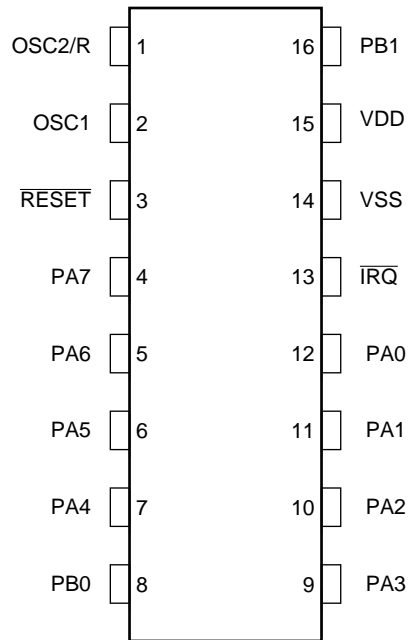 OSC2/R 1 16 PB1
OSC1 2 15 VDD
RESET 3 14 VSS
PA7 4 13 IRQ
PA6 5 12 PA0
PA5 6 11 PA1
PA4 7 10 PA2
PB0 8 9 PA3